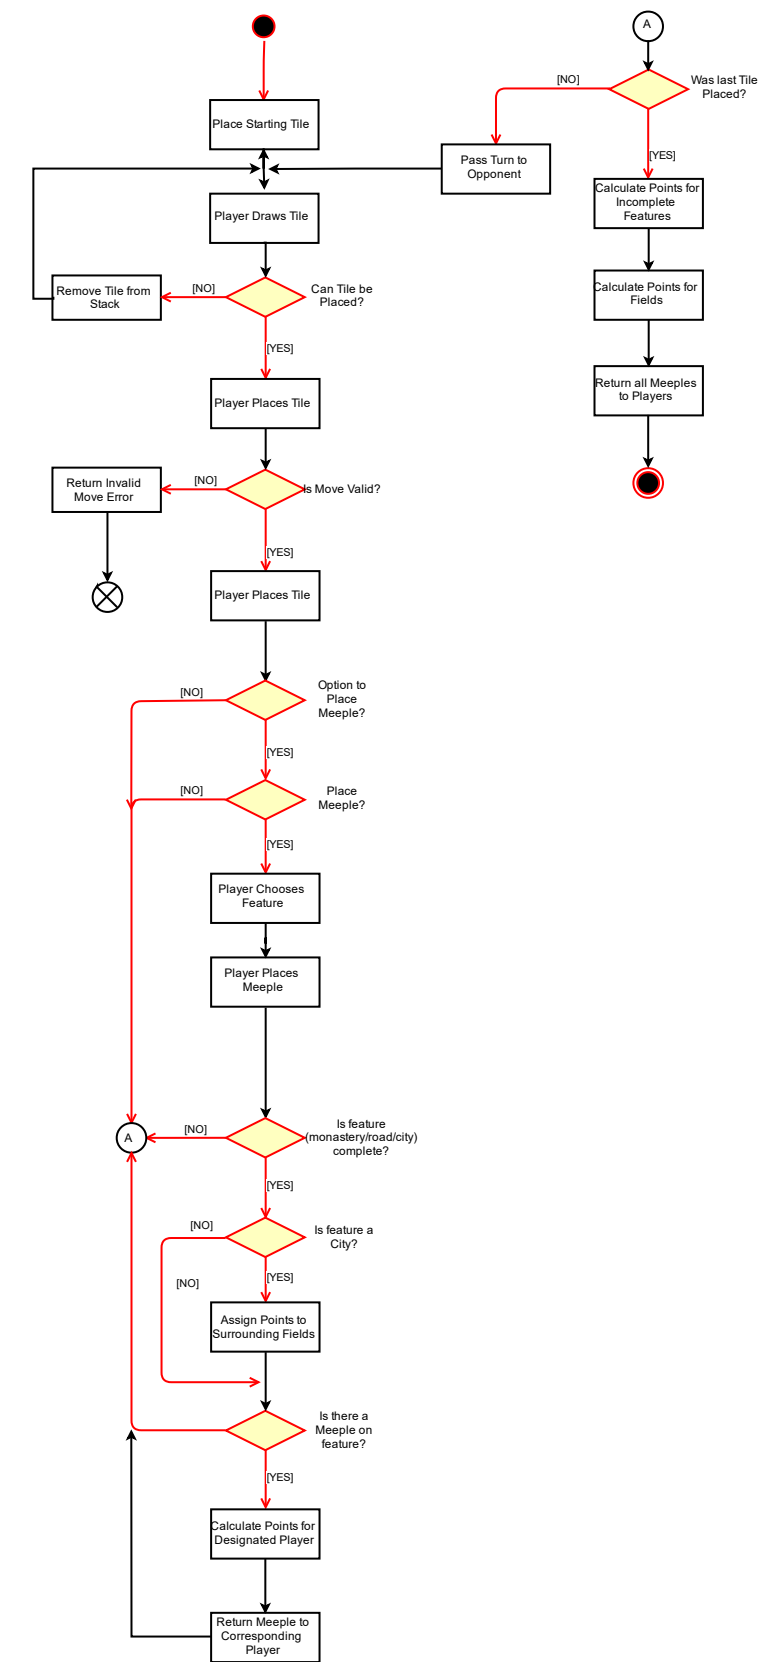 Place Starting Tile
Player Draws Tile
Can Tile be
Placed?
[NO]
Remove Tile from
Stack
[YES]
Player Places Tile
Is Move Valid?
[NO]
Return Invalid
Move Error
[YES]
Player Places Tile
Option to
Place
Meeple?
[NO]
[YES]
Place
Meeple?
[NO]
[YES]
Player Chooses
Feature
Player Places
Meeple
Is feature
(monastery/road/city)
complete?
[NO]
A
[YES]
Is feature a
City?
[NO]
[YES]
[NO]
Assign Points to
Surrounding Fields
Is there a
Meeple on
feature?
[YES]
Calculate Points for
Designated Player
Return Meeple to
Corresponding
Player
A
Was last Tile
Placed?
[NO]
Pass Turn to
Opponent
[YES]
Calculate Points for
Incomplete
Features
Calculate Points for
Fields
Return all Meeples
to Players